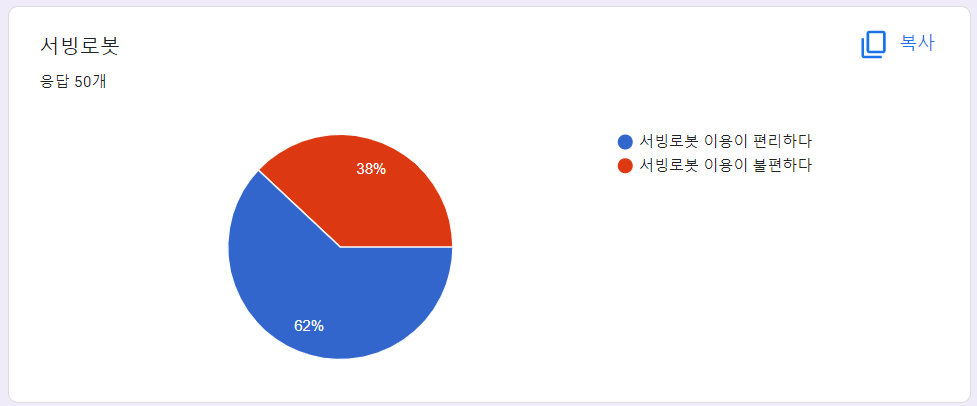 서빙로봇
복사
응답 50개
서빙로봇 이용이 편리하다
서빙로봇 이용이 불편하다
38%
62%